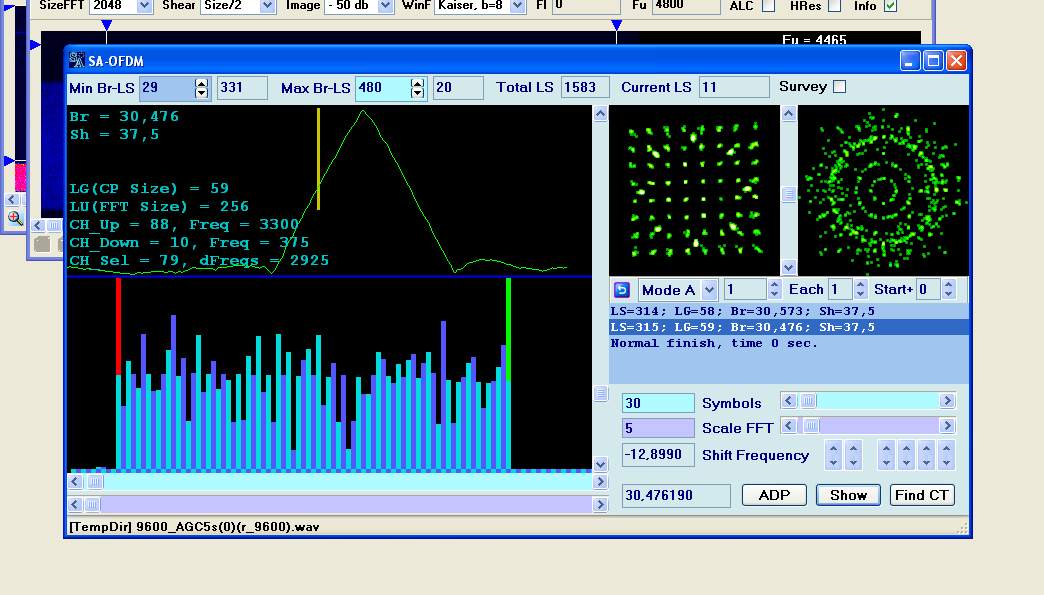 SizeFFT 2048 Shear Size/2 Image - 50 db WinF Kaiser, b=8 Fl 0 Fu 4800 ALC HRes Info
Fu = 4465
SA-OFDM
Min Br-LS 29 331 Max Br-LS 480 20 Total LS 1583 Current LS 11 Survey
Br = 30,476
Sh = 37,5
LG(CP Size) = 59
LU(FFT Size) = 256
CH_Up = 88, Freq = 3300
CH_Down = 10, Freq = 375
CH_Sel = 79, dFreqs = 2925
Mode A 1 Each 1 Start+ 0
LS=314; LG=58; Br=30,573; Sh=37,5
LS=315; LG=59; Br=30,476; Sh=37,5
Normal finish, time 0 sec.
30 Symbols
5 Scale FFT
-12,8990 Shift Frequency
30,476190 ADP Show Find CT
[TempDir] 9600_AGC5s(0)(r_9600).wav